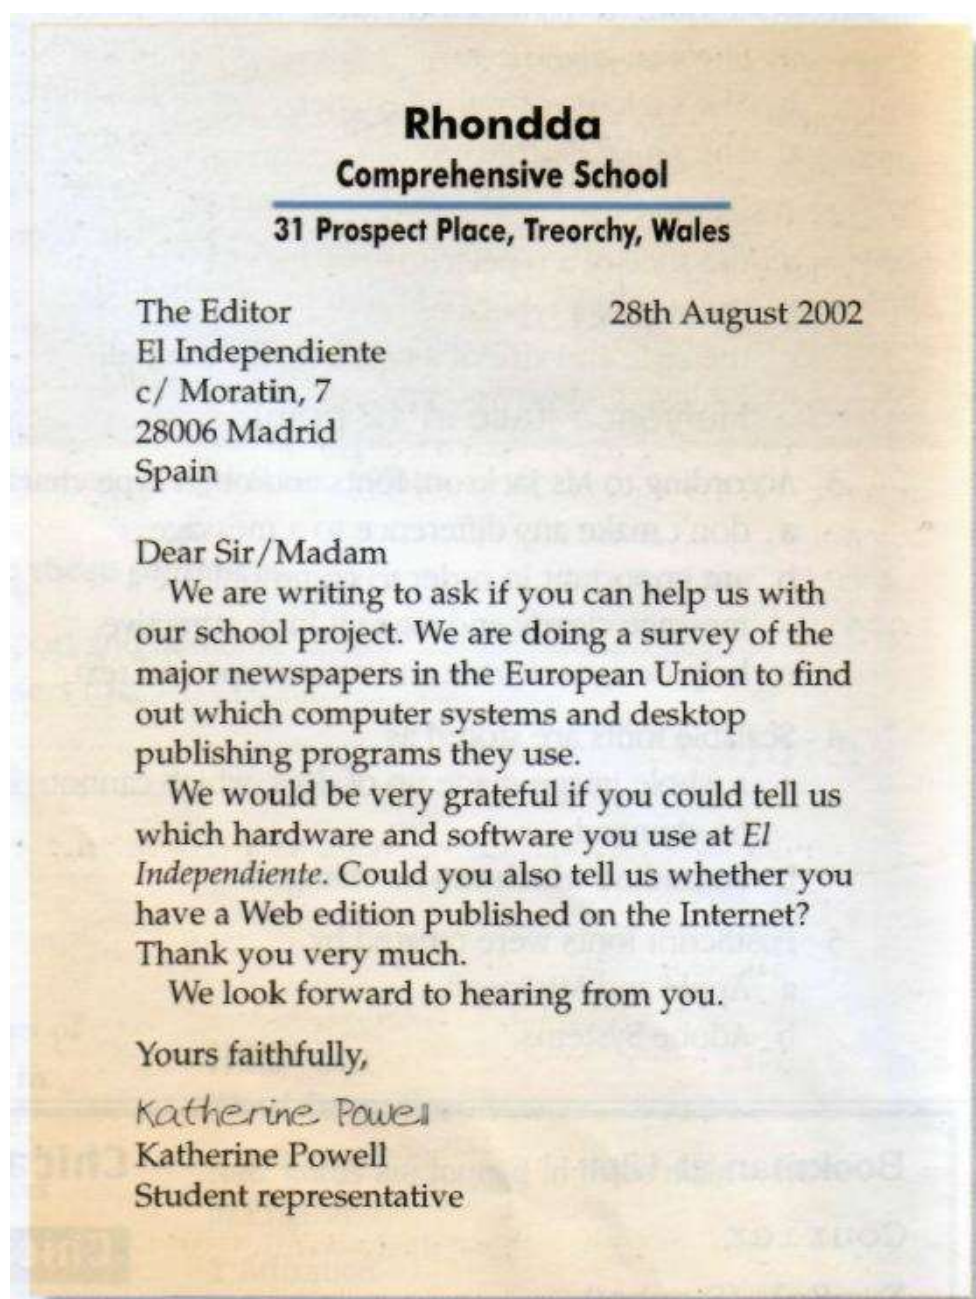 Rhondda
Comprehensive School
31 Prospect Place, Treorchy, Wales
The Editor 28th August 2002
El Independiente
c/ Moratin, 7
28006 Madrid
Spain
Dear Sir/Madam
We are writing to ask if you can help us with
our school project. We are doing a survey of the
major newspapers in the European Union to find
out which computer systems and desktop
publishing programs they use.
We would be very grateful if you could tell us
which hardware and software you use at El
Independiente. Could you also tell us whether you
have a Web edition published on the Internet?
Thank you very much.
We look forward to hearing from you.
Yours faithfully,
Katherine Powell
Katherine Powell
Student representative